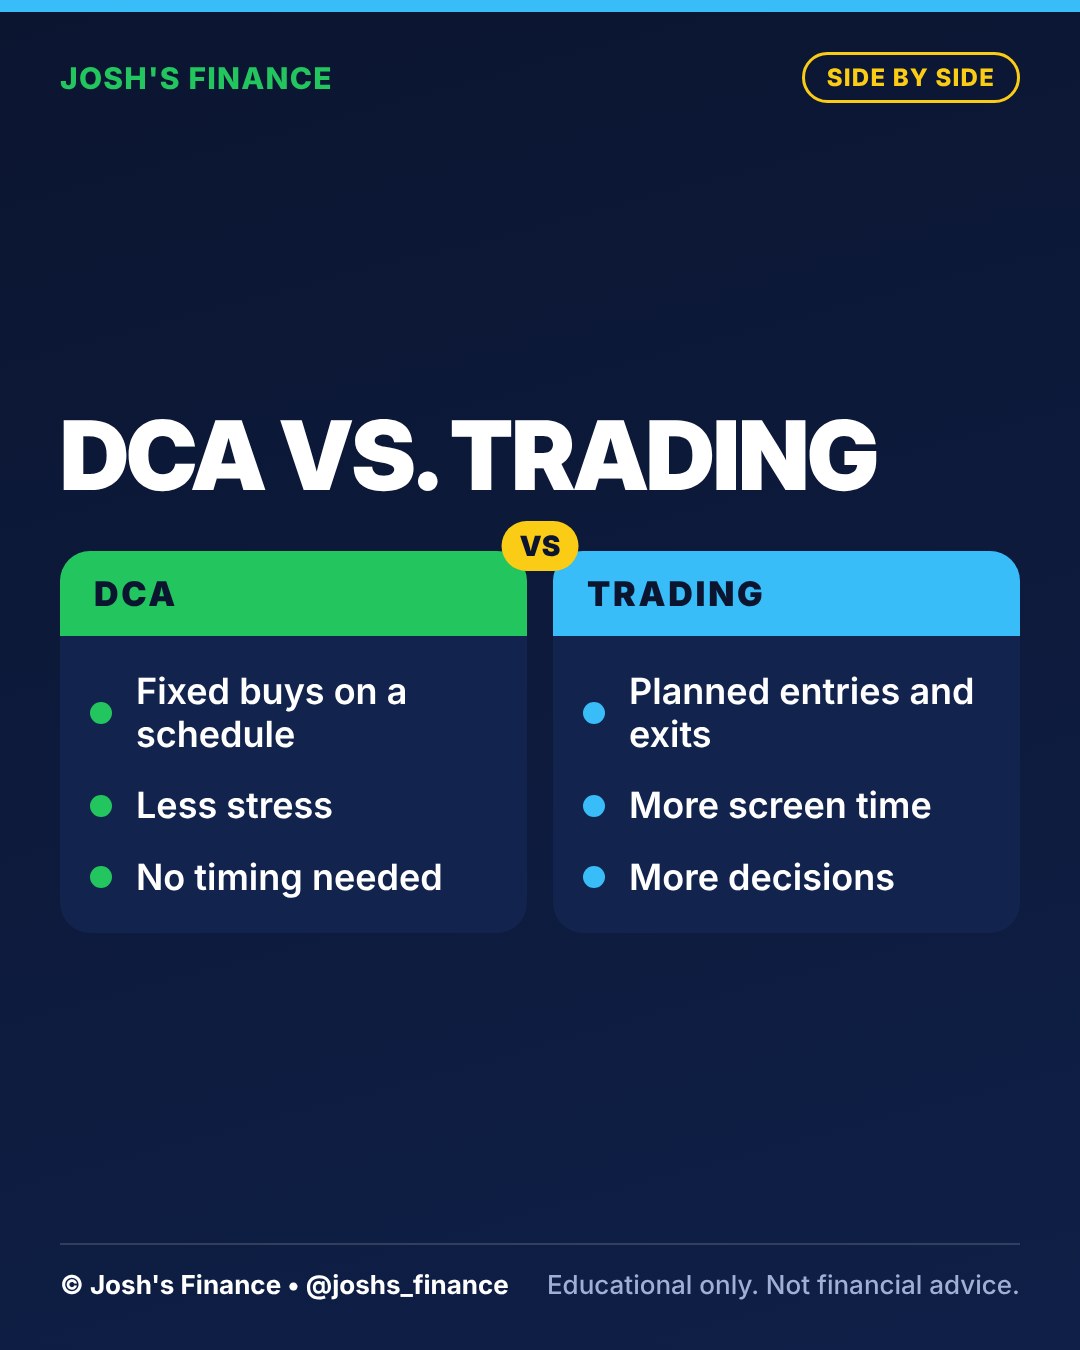 JOSH'S FINANCE
SIDE BY SIDE
DCA VS. TRADING
VS
DCA
Fixed buys on a
schedule
Less stress
No timing needed
TRADING
Planned entries and
exits
More screen time
More decisions
© Josh's Finance • @joshs_finance
Educational only. Not financial advice.